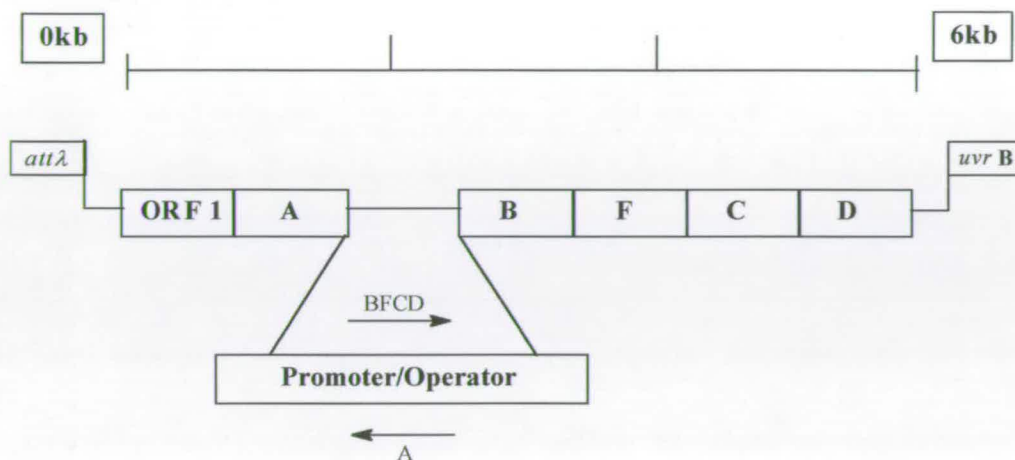 0kb 6kb
attλ uvr B
ORF 1 A B F C D
BFCD
Promoter/Operator
A